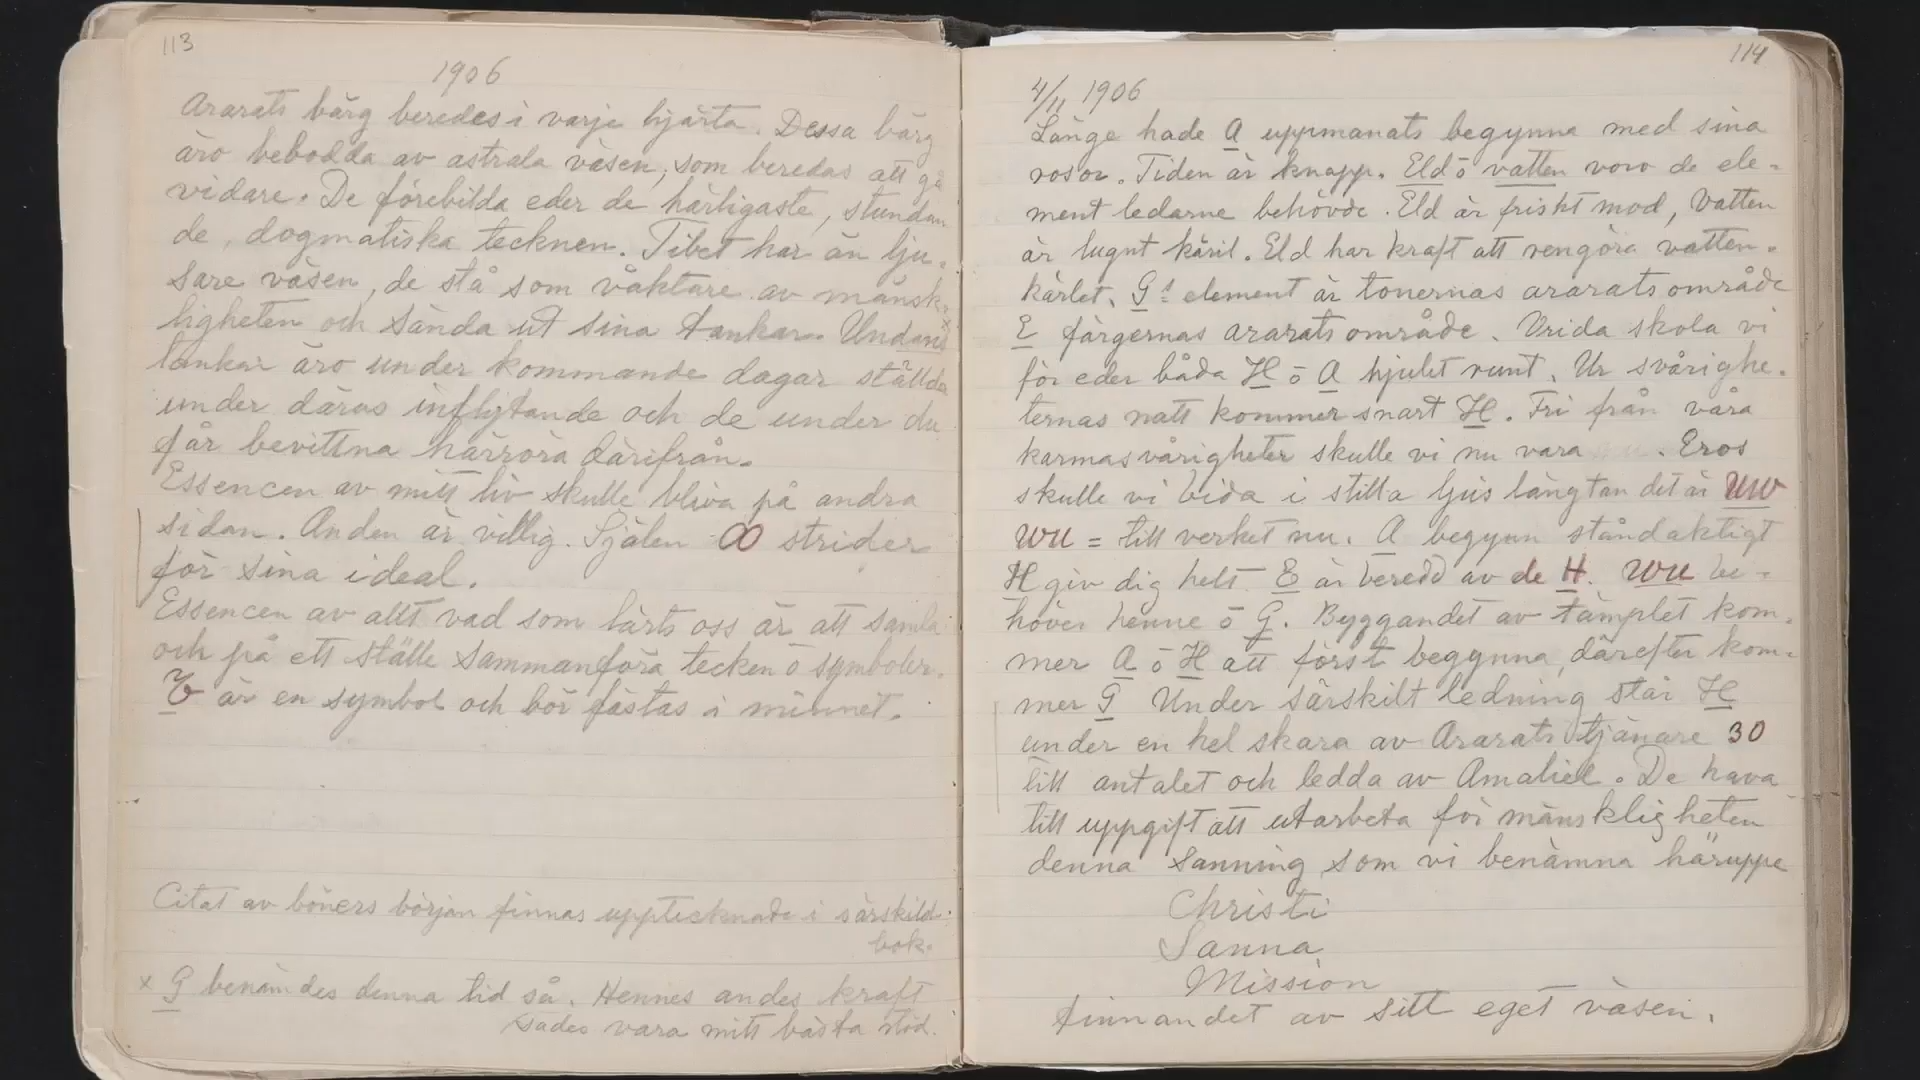 113
1906
Ararats bärg beredes i varje hjärta. Dessa bärg
äro bebodda av astrala väsen, som beredas att gå
vidare. De förebilda eder de härligaste, stundan
de, dogmatiska tecknen. Tibet har än lju-
sare väsen, de stå som väktare av mänsk-
ligheten och sända ut sina tankar. Undans x
tankar äro under kommande dagar ställda
under däras inflytande och de under du
får bevittna härröra därifrån.
Essencen av mitt liv skulle bliva på andra
sidan. Anden är villig. Själen ꝏ strider
för sina ideal.
Essencen av allt vad som lärts oss är att samla
och på ett ställe sammanföra tecken o symboler.
är en symbol och bör fästas i minnet.
Citat av böners början finnas upptecknade i särskild
bok.
x G benämdes denna tid så. Hennes andes kraft
sades vara mitt bästa stöd.
114
4/11 1906
Länge hade A uppmanats begynna med sina
rosor. Tiden är knapp. Eld o vatten voro de ele-
ment ledarne behövde. Eld är friskt mod, Vatten
är lugnt käril. Eld har kraft att rengöra vatten-
kärlet. Gs element är tonernas araratsområde
E färgernas araratsområde. Vrida skola vi
för eder båda H o A hjulet runt. Ur svårighe-
ternas natt kommer snart H. Fri från våra
karmasvårigheter skulle vi nu vara . Eros
skulle vi bida i stilla ljus längtan det är UW
WU = till verket nu. A begynn ståndaktigt
H giv dig helt E är beredd av de H. WU be-
höver henne o G. Byggandet av tämplet kom-
mer A o H att först begynna, därefter kom-
mer G Under särskilt ledning står H
under en hel skara av Ararats tjänare 30
till antalet och ledda av Amaliel. De hava
till uppgift att utarbeta för mänskligheten
denna Sanning som vi benämna häruppe
Christi
Sanna
Mission
finnandet av sitt eget väsen.